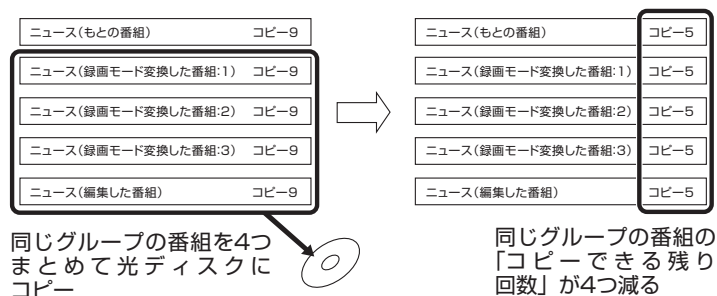 ニュース(もとの番組) コピー9
ニュース(録画モード変換した番組:1) コピー9
ニュース(録画モード変換した番組:2) コピー9
ニュース(録画モード変換した番組:3) コピー9
ニュース(編集した番組) コピー9
同じグループの番組を4つ
まとめて光ディスクに
コピー
ニュース(もとの番組) コピー5
ニュース(録画モード変換した番組:1) コピー5
ニュース(録画モード変換した番組:2) コピー5
ニュース(録画モード変換した番組:3) コピー5
ニュース(編集した番組) コピー5
同じグループの番組の
「コピーできる残り
回数」が4つ減る